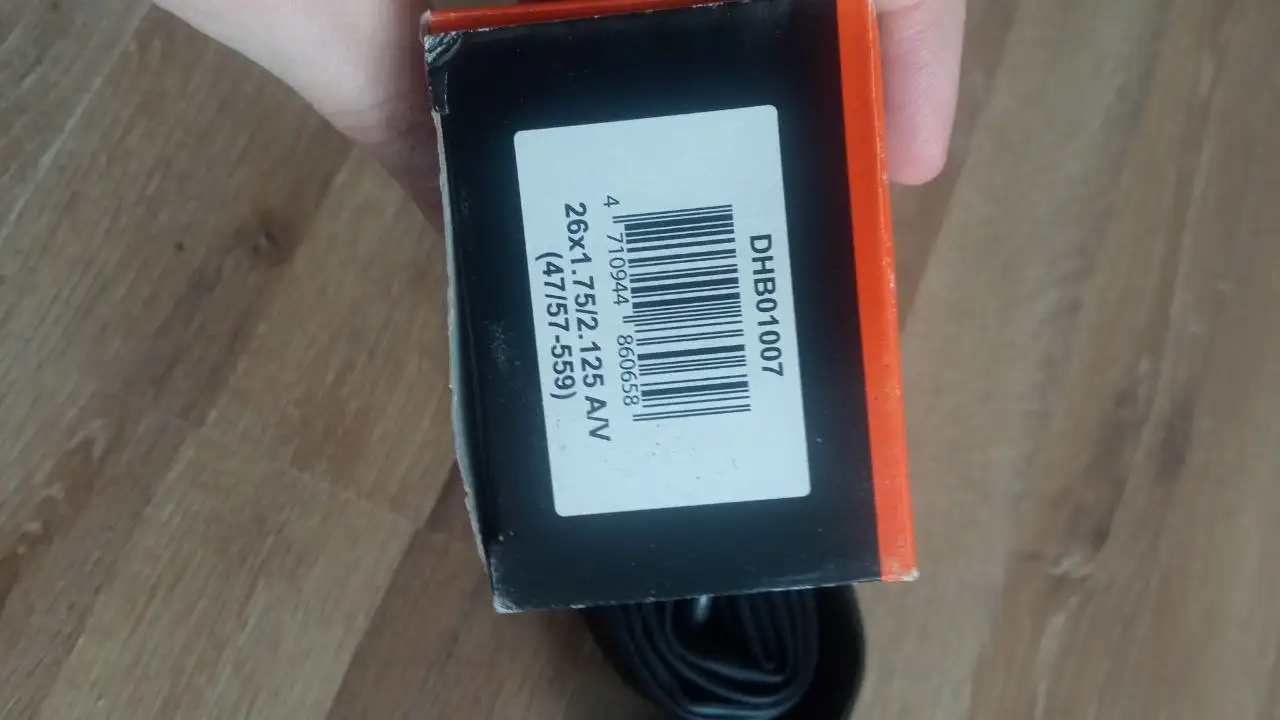 DHB01007
4 710944 860658
26x1.75/2.125 A/V
(47/57-559)